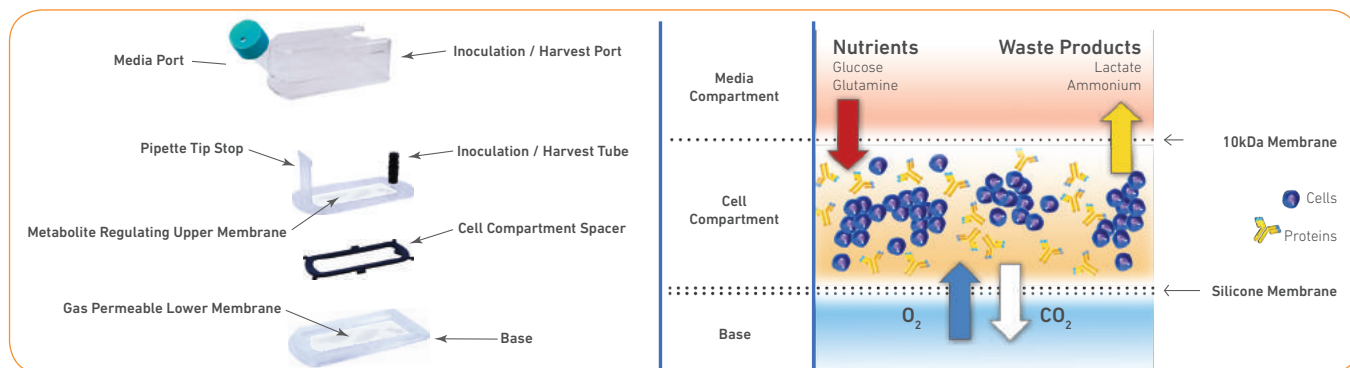 Media Port
Inoculation / Harvest Port
Pipette Tip Stop
Inoculation / Harvest Tube
Metabolite Regulating Upper Membrane
Cell Compartment Spacer
Gas Permeable Lower Membrane
Base
Media
Compartment
Cell
Compartment
Base
Nutrients
Glucose
Glutamine
Waste Products
Lactate
Ammonium
O₂
CO₂
10kDa Membrane
Cells
Proteins
Silicone Membrane